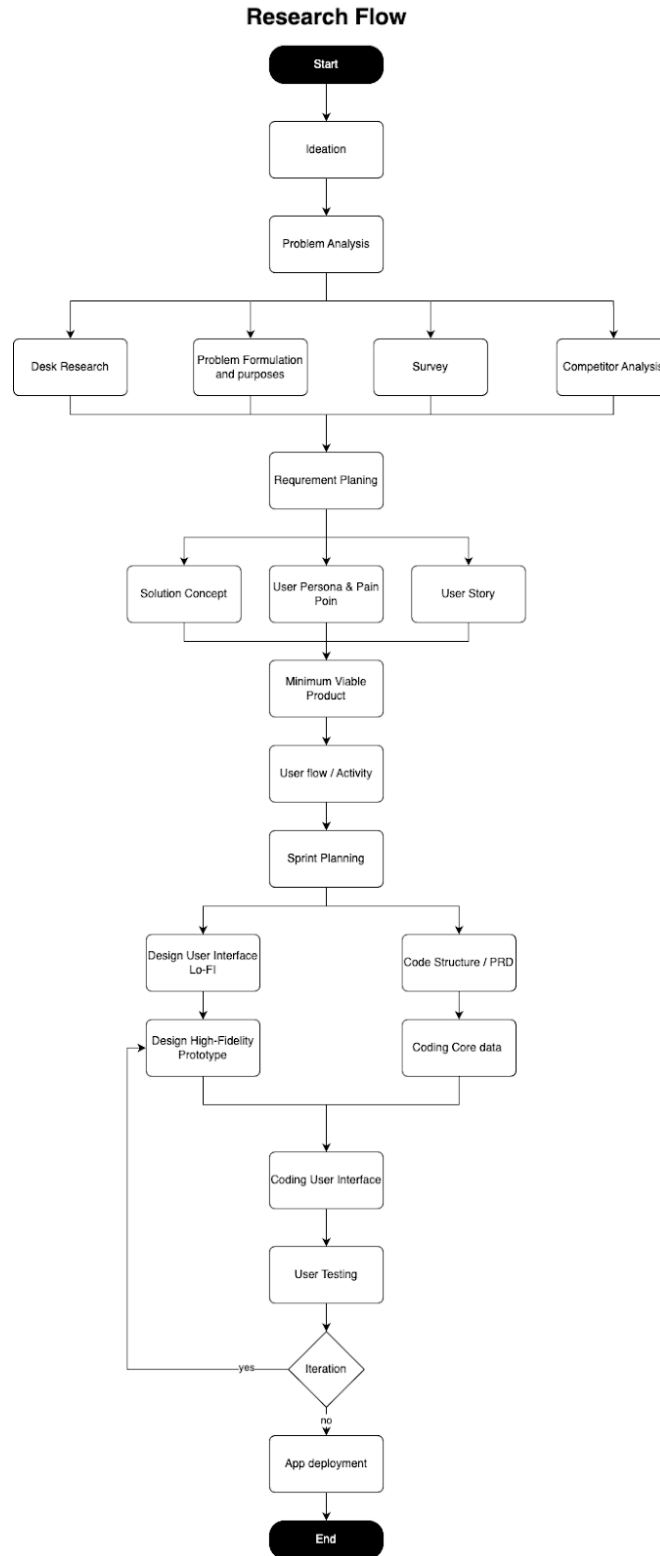 Research Flow
Start
Ideation
Problem Analysis
Desk Research
Problem Formulation
and purposes
Survey
Competitor Analysis
Requrement Planing
Solution Concept
User Persona & Pain
Poin
User Story
Minimum Viable
Product
User flow / Activity
Sprint Planning
Design User Interface
Lo-FI
Code Structure / PRD
Design High-Fidelity
Prototype
Coding Core data
Coding User Interface
User Testing
Iteration
yes
no
App deployment
End